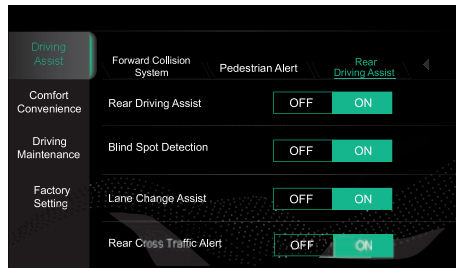 Driving
Assist
Forward Collision
System
Pedestrian Alert
Rear
Driving Assist
Comfort
Convenience
Rear Driving Assist
OFF
ON
Driving
Maintenance
Blind Spot Detection
OFF
ON
Factory
Setting
Lane Change Assist
OFF
ON
Rear Cross Traffic Alert
OFF
ON